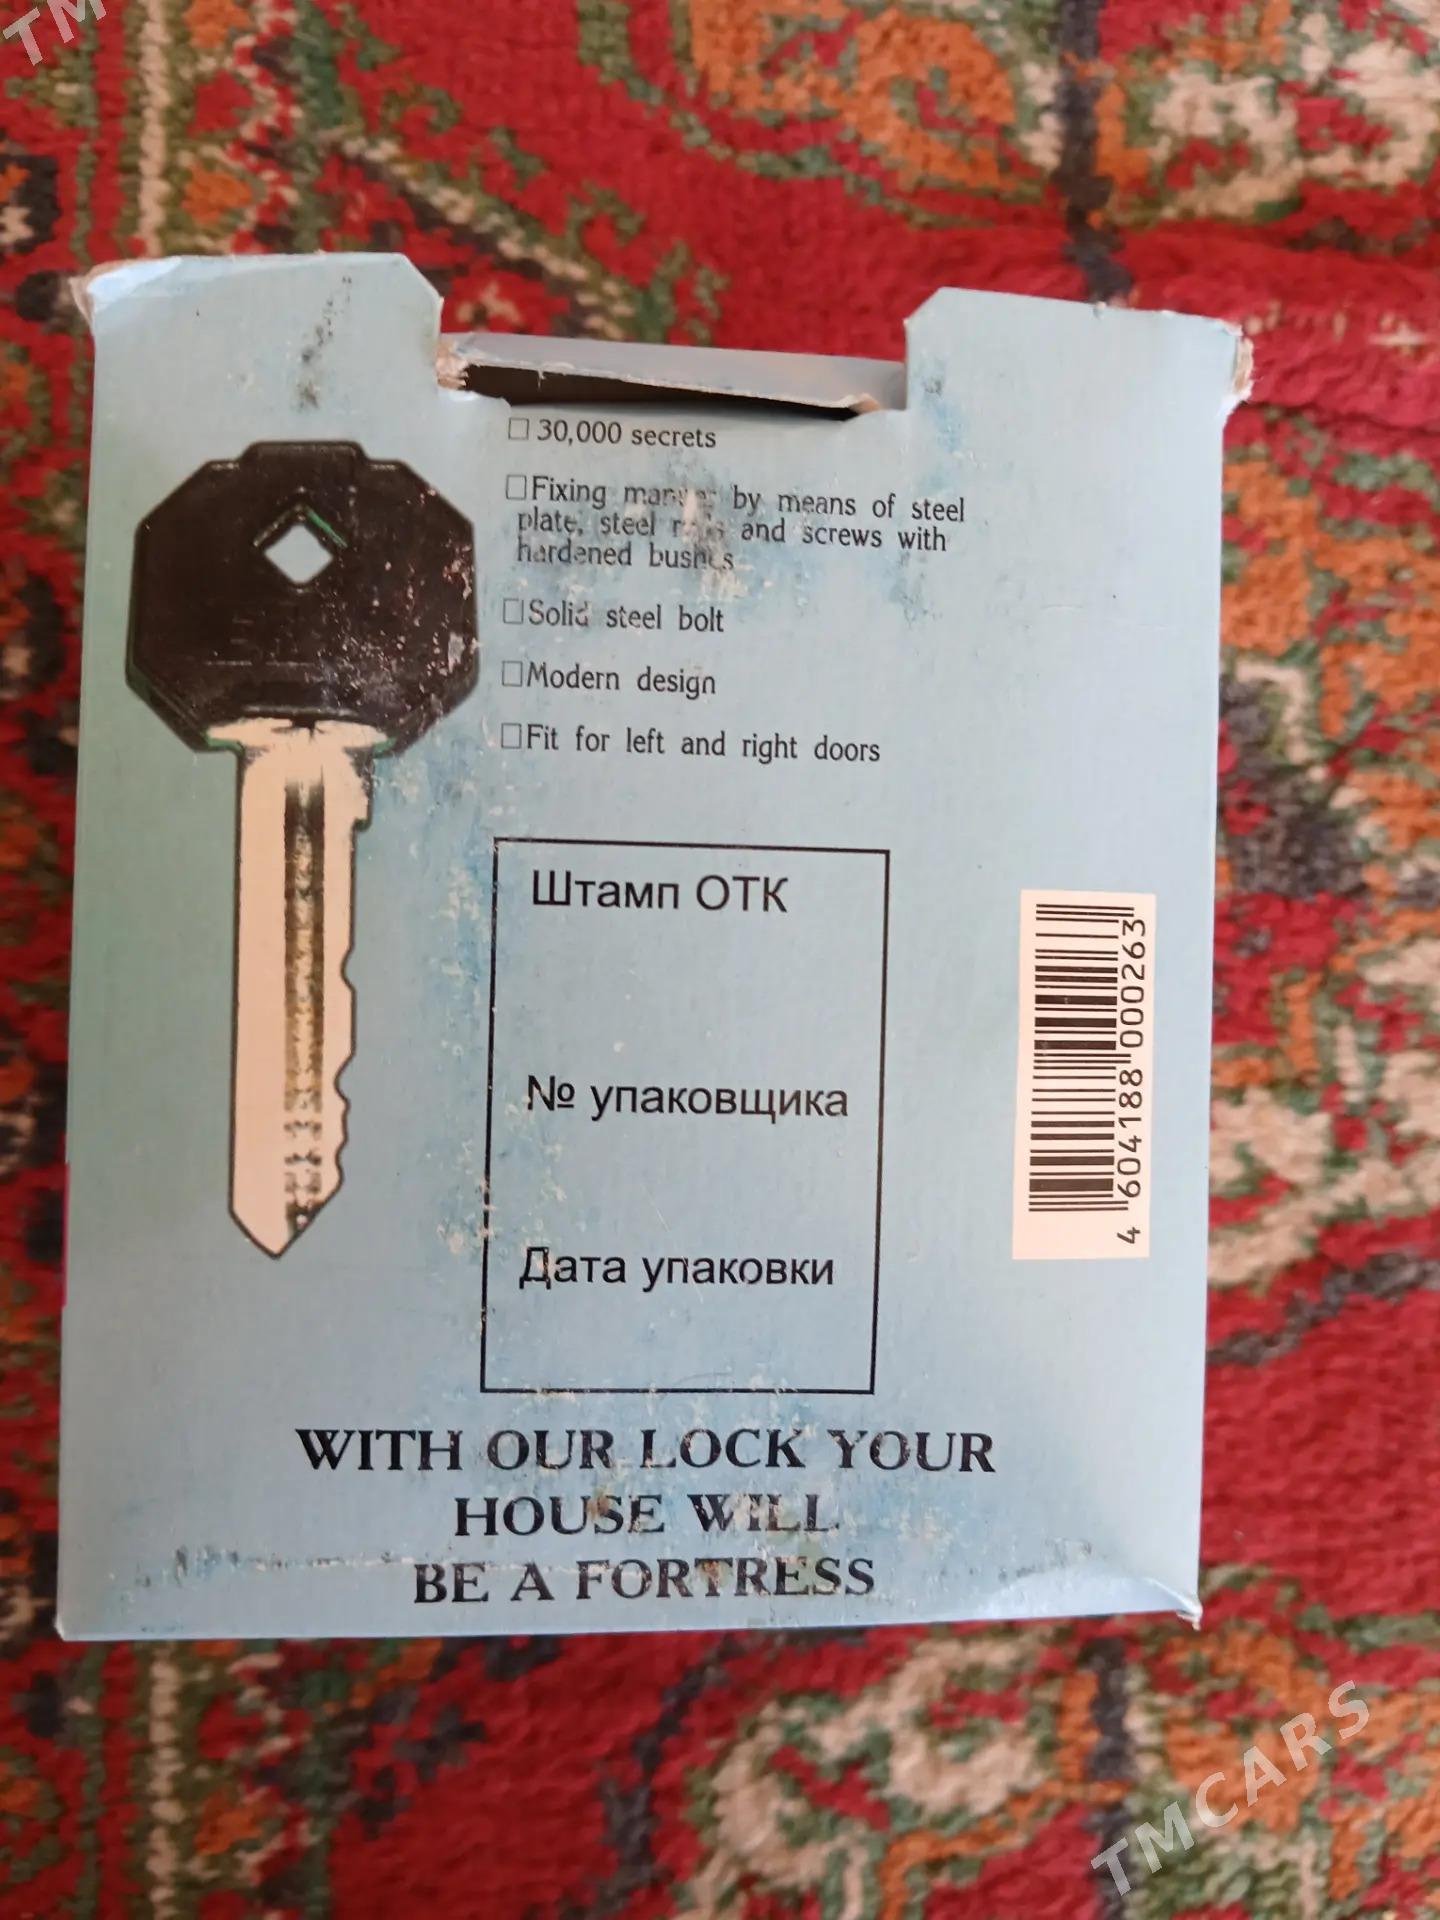 TM
□ 30,000 secrets
□ Fixing by means of steel
plate, steel and screws with
hardened bushes
□ Solid steel bolt
□ Modern design
□ Fit for left and right doors
Штамп ОТК
№ упаковщика
Дата упаковки
4 604188 000263
WITH OUR LOCK YOUR
HOUSE WILL
BE A FORTRESS
TMCARS